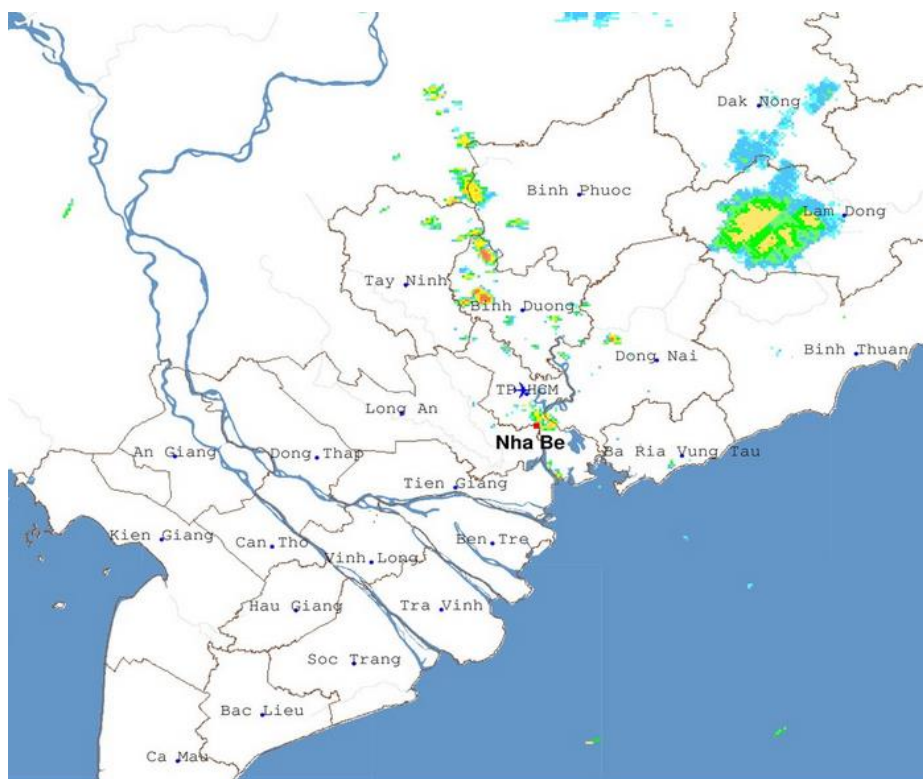 Dak Nong
Binh Phuoc
Lam Dong
Tay Ninh
Binh Duong
Dong Nai
Binh Thuan
TP HCM
Long An
Nha Be
An Giang
Dong Thap
Ba Ria Vung Tau
Tien Giang
Kien Giang
Can Tho
Vinh Long
Ben Tre
Hau Giang
Tra Vinh
Soc Trang
Bac Lieu
Ca Mau